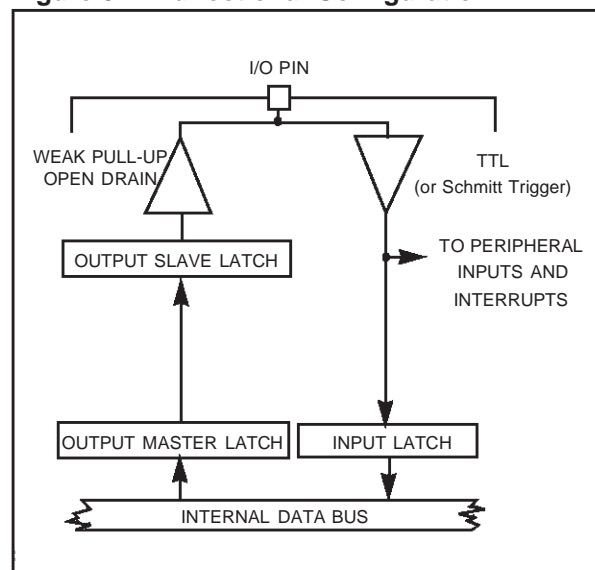 I/O PIN
WEAK PULL-UP
OPEN DRAIN
TTL
(or Schmitt Trigger)
OUTPUT SLAVE LATCH
TO PERIPHERAL
INPUTS AND
INTERRUPTS
OUTPUT MASTER LATCH
INPUT LATCH
INTERNAL DATA BUS